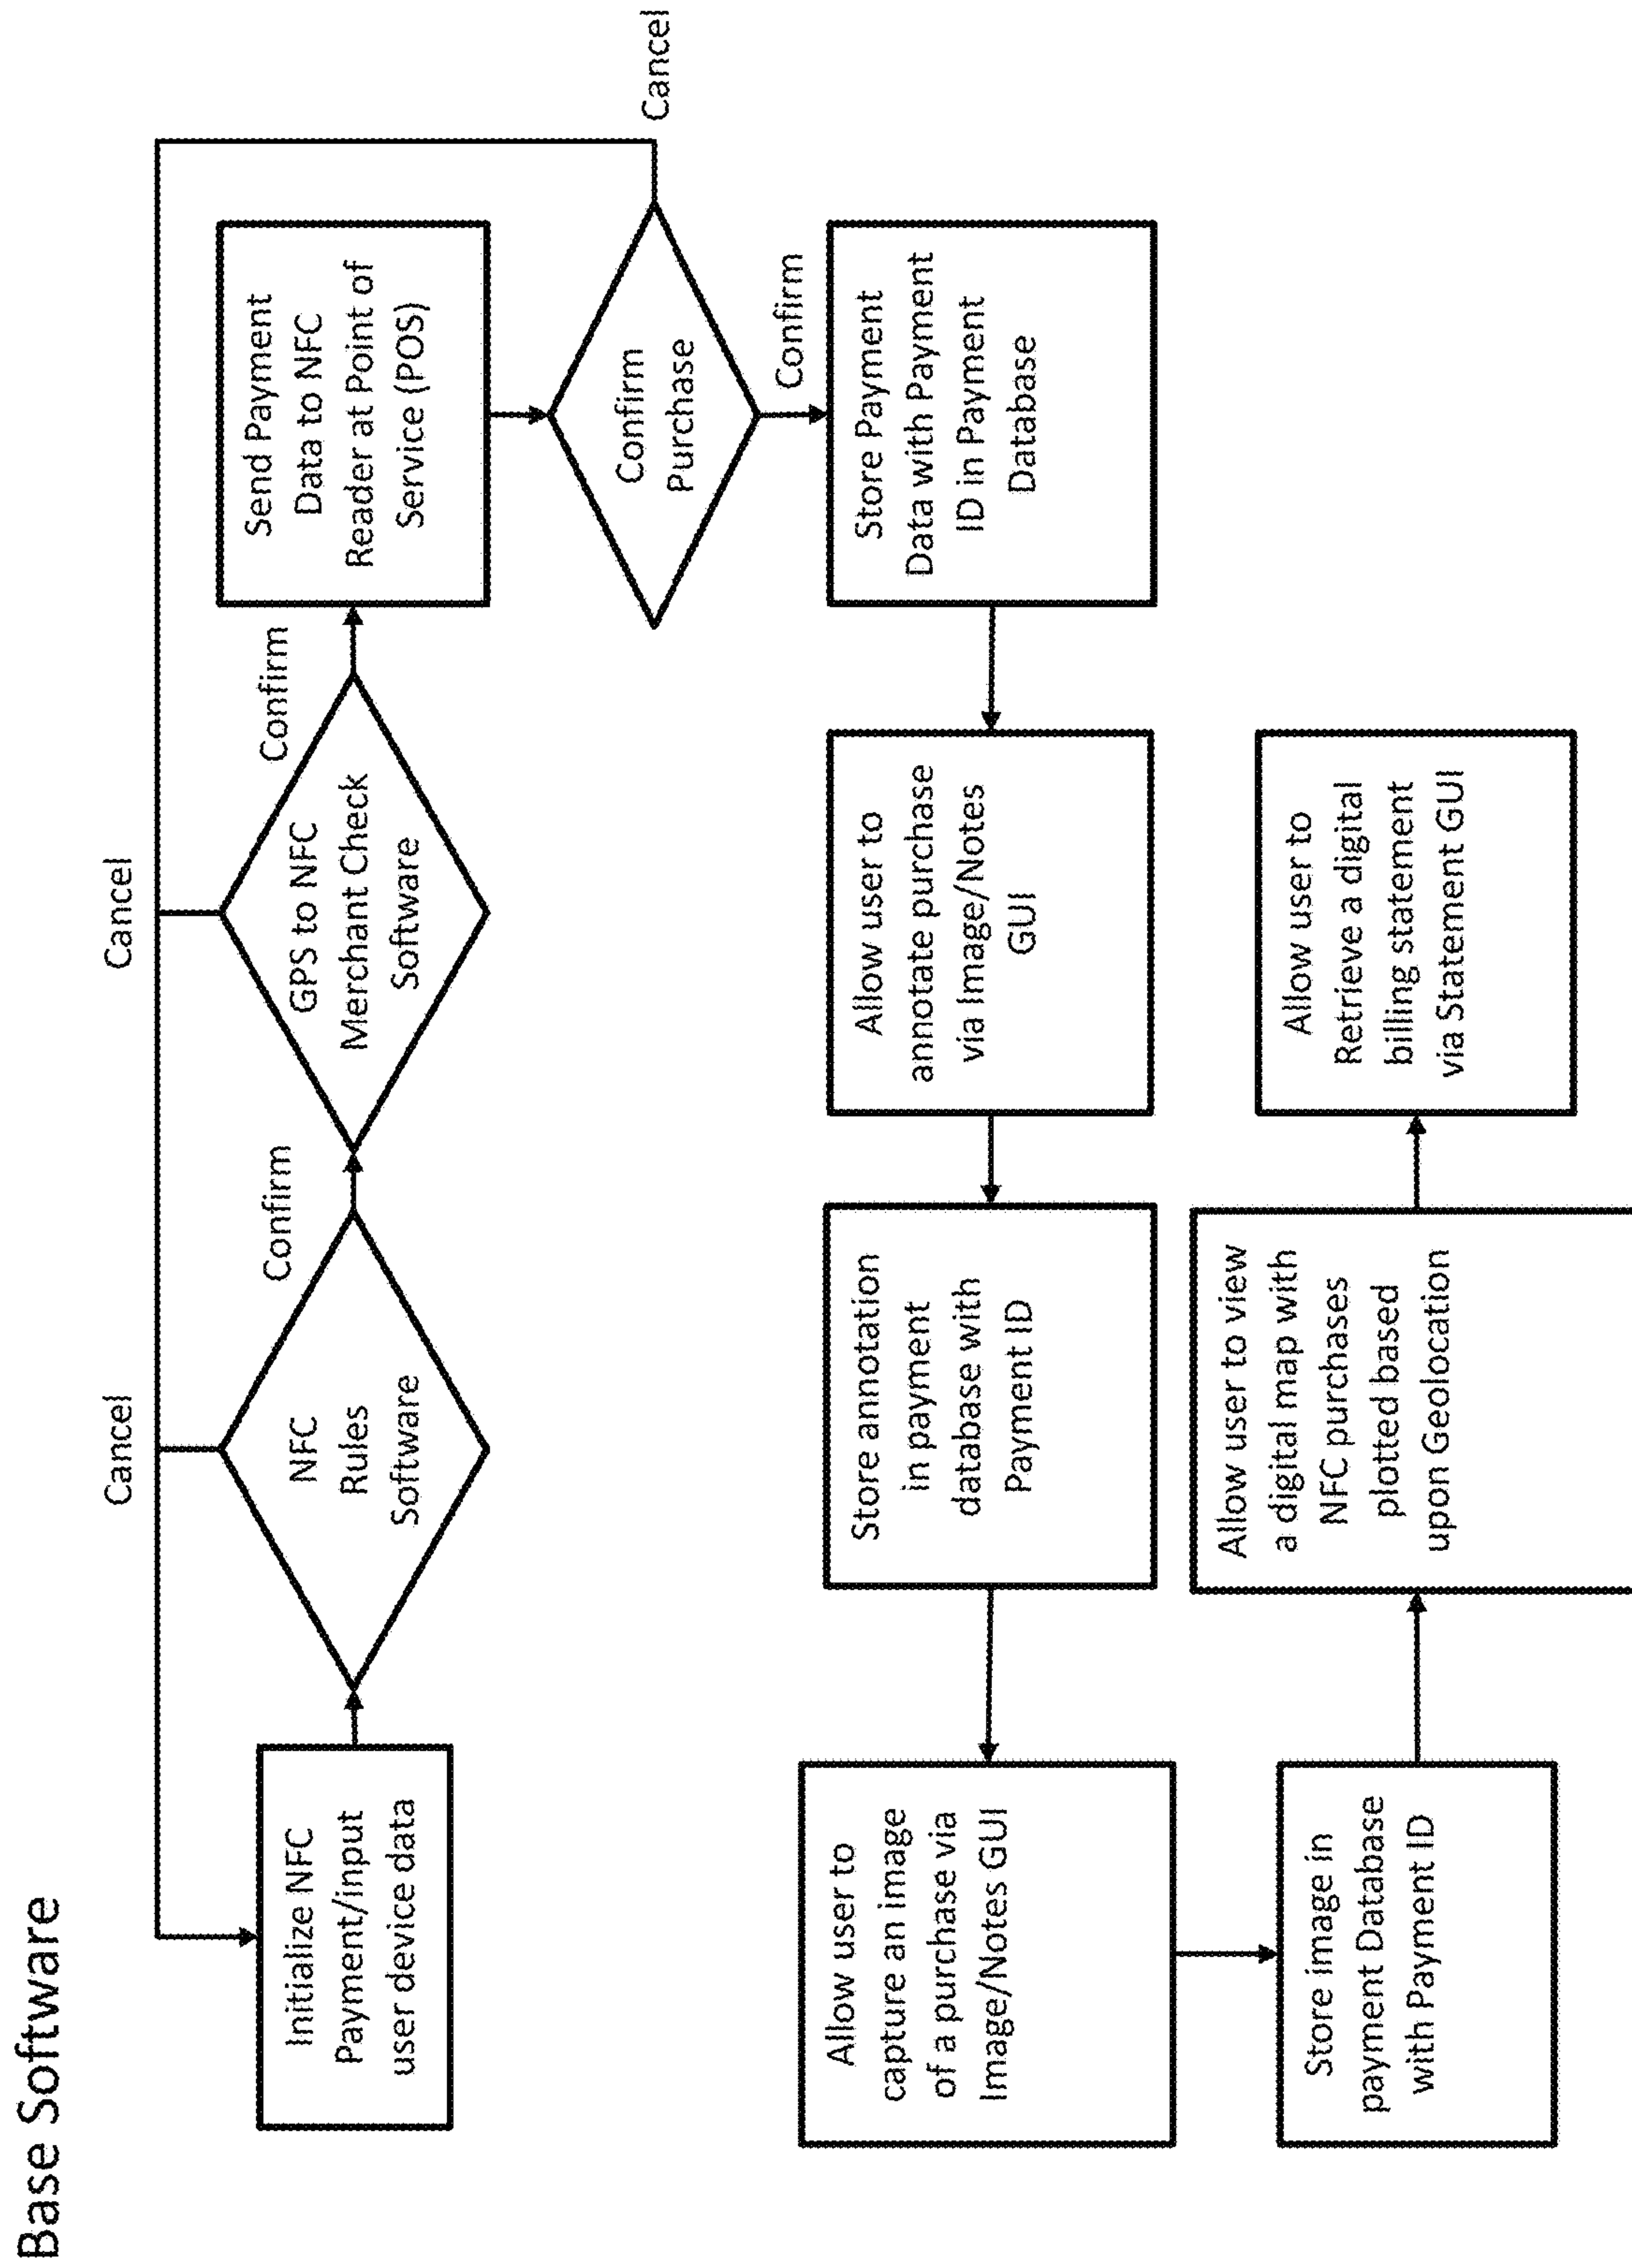 Base Software
Cancel
Cancel
Initialize NFC
Payment/input
user device data
NFC
Rules
Software
Confirm
GPS to NFC
Merchant Check
Software
Confirm
Send Payment
Data to NFC
Reader at Point of
Service (POS)
Confirm
Purchase
Cancel
Confirm
Store Payment
Data with Payment
ID in Payment
Database
Allow user to
annotate purchase
via Image/Notes
GUI
Store annotation
in payment
database with
Payment ID
Allow user to
capture an image
of a purchase via
Image/Notes GUI
Store image in
payment Database
with Payment ID
Allow user to view
a digital map with
NFC purchases
plotted based
upon Geolocation
Allow user to
Retrieve a digital
billing statement
via Statement GUI